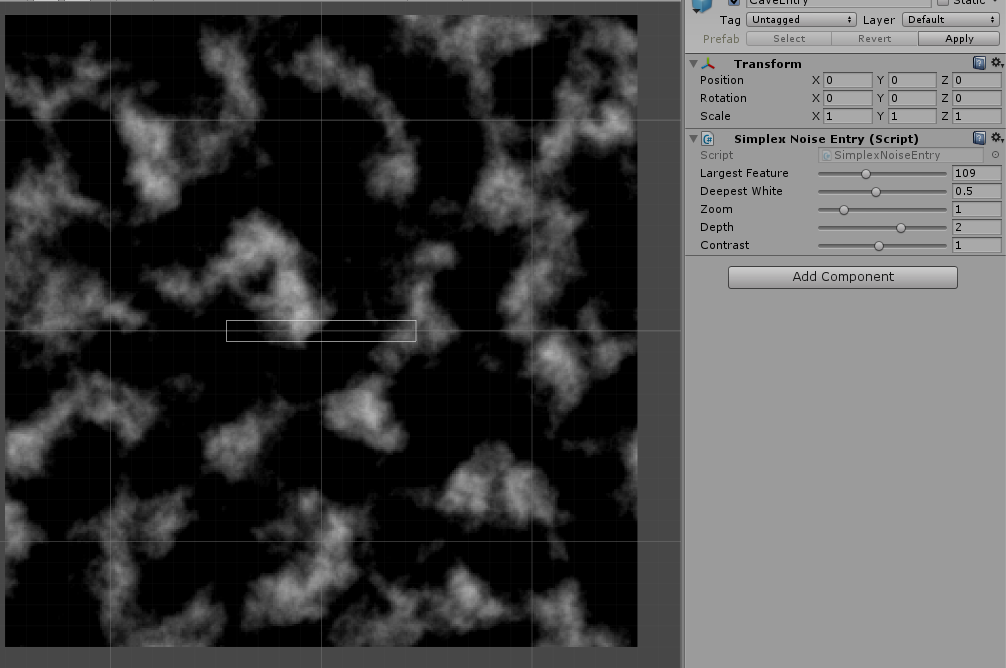 CaveEntry Static
Tag Untagged Layer Default
Prefab Select Revert Apply
Transform
Position X 0 Y 0 Z 0
Rotation X 0 Y 0 Z 0
Scale X 1 Y 1 Z 1
Simplex Noise Entry (Script)
Script SimplexNoiseEntry
Largest Feature 109
Deepest White 0.5
Zoom 1
Depth 2
Contrast 1
Add Component